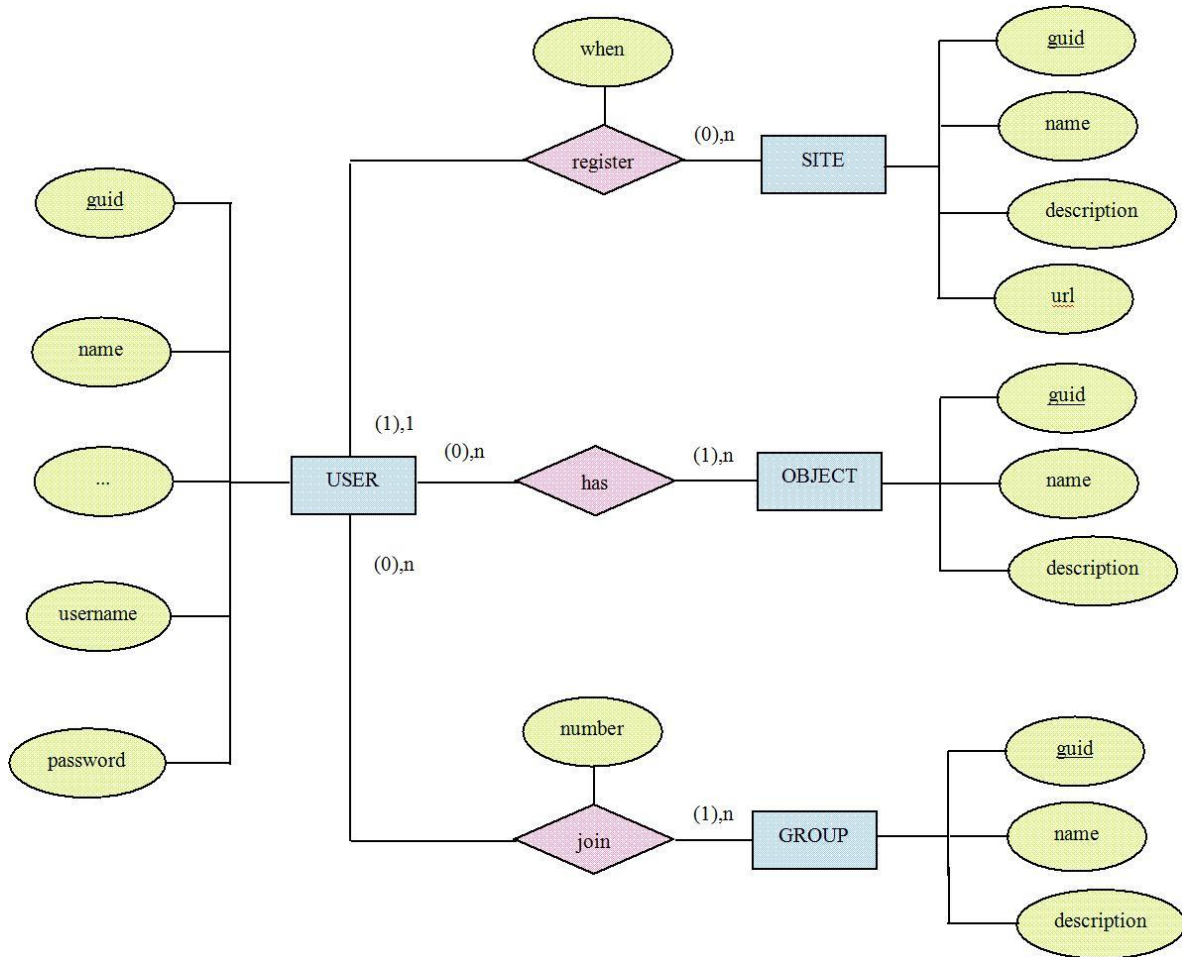 when
register
(0),n
SITE
guid
name
description
url
guid
name
...
username
password
USER
(1),1
(0),n
(0),n
has
(1),n
OBJECT
guid
name
description
number
join
(1),n
GROUP
guid
name
description